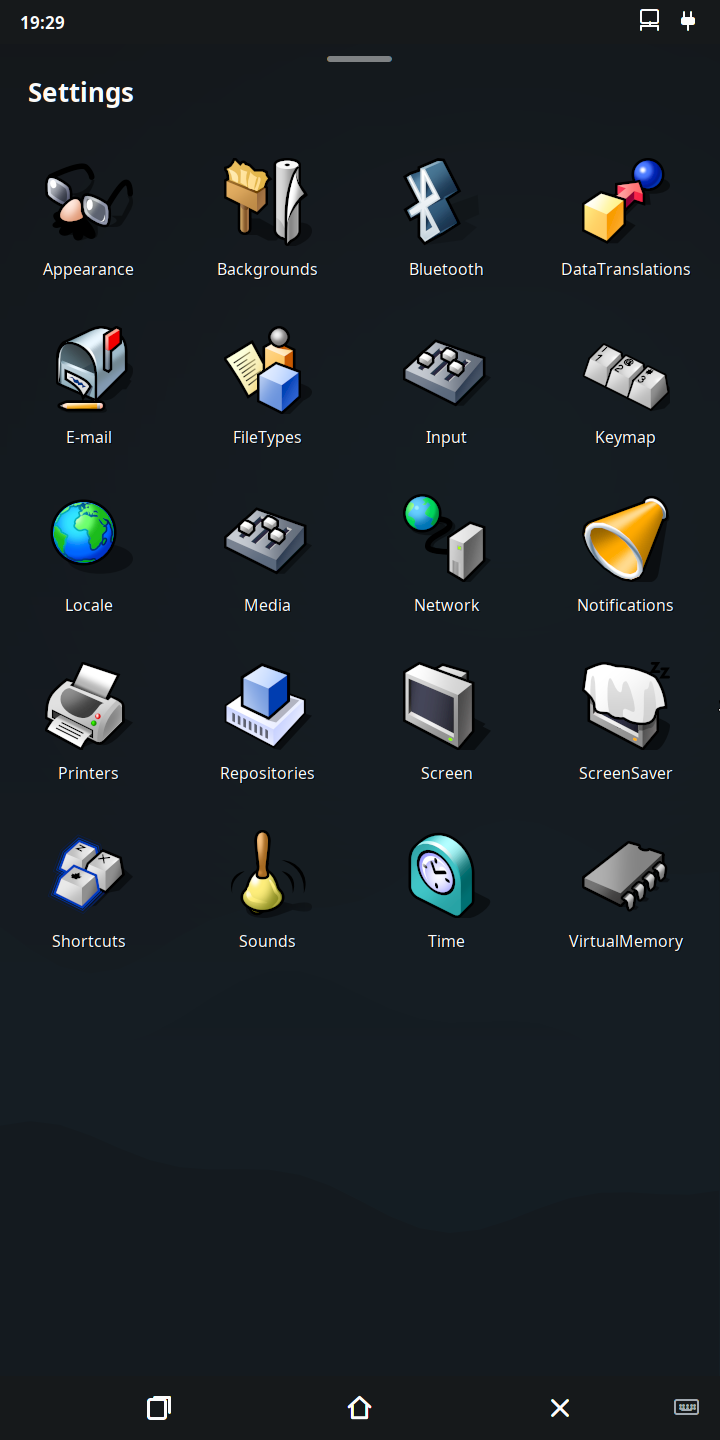 19:29
Settings
Appearance
Backgrounds
Bluetooth
DataTranslations
E-mail
FileTypes
Input
Keymap
Locale
Media
Network
Notifications
Printers
Repositories
Screen
ScreenSaver
Shortcuts
Sounds
Time
VirtualMemory